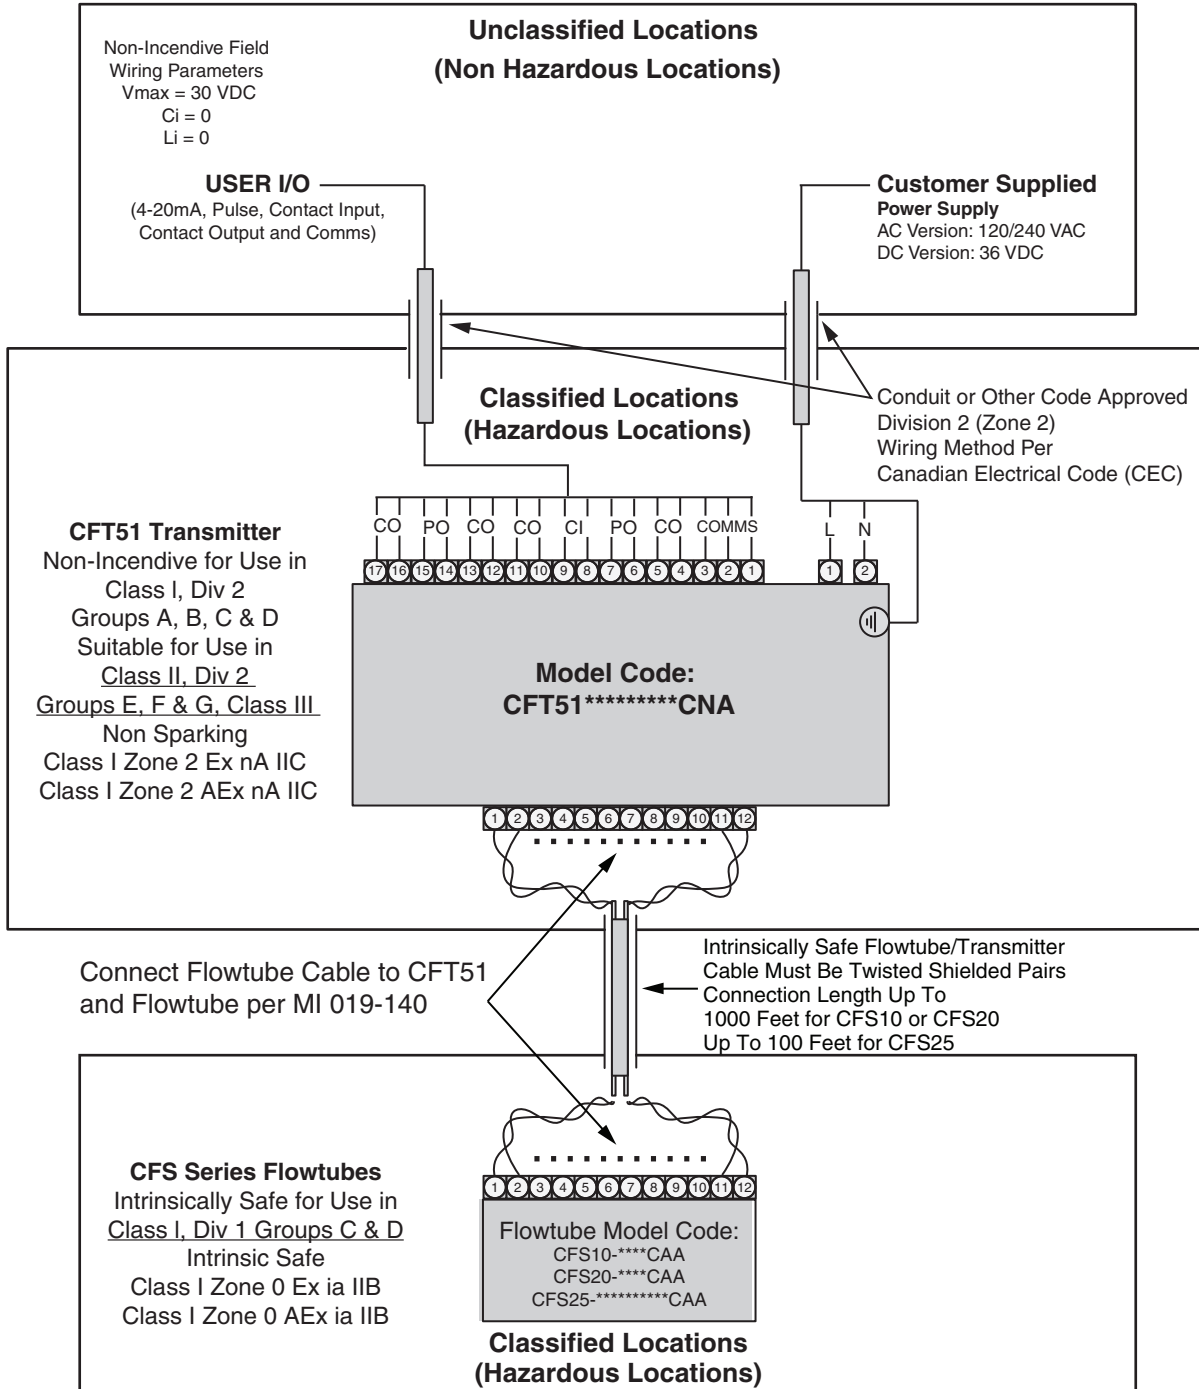 Unclassified Locations
(Non Hazardous Locations)
Non-Incendive Field
Wiring Parameters
Vmax = 30 VDC
Ci = 0
Li = 0
USER I/O
(4-20mA, Pulse, Contact Input,
Contact Output and Comms)
Customer Supplied
Power Supply
AC Version: 120/240 VAC
DC Version: 36 VDC
Classified Locations
(Hazardous Locations)
Conduit or Other Code Approved
Division 2 (Zone 2)
Wiring Method Per
Canadian Electrical Code (CEC)
CO PO CO CO CI PO CO COMMS L N
17 16 15 14 13 12 11 10 9 8 7 6 5 4 3 2 1 1 2
CFT51 Transmitter
Non-Incendive for Use in
Class I, Div 2
Groups A, B, C & D
Suitable for Use in
Class II, Div 2
Groups E, F & G, Class III
Non Sparking
Class I Zone 2 Ex nA IIC
Class I Zone 2 AEx nA IIC
Model Code:
CFT51*********CNA
1 2 3 4 5 6 7 8 9 10 11 12
Connect Flowtube Cable to CFT51
and Flowtube per MI 019-140
Intrinsically Safe Flowtube/Transmitter
Cable Must Be Twisted Shielded Pairs
Connection Length Up To
1000 Feet for CFS10 or CFS20
Up To 100 Feet for CFS25
CFS Series Flowtubes
Intrinsically Safe for Use in
Class I, Div 1 Groups C & D
Intrinsic Safe
Class I Zone 0 Ex ia IIB
Class I Zone 0 AEx ia IIB
1 2 3 4 5 6 7 8 9 10 11 12
Flowtube Model Code:
CFS10-****CAA
CFS20-****CAA
CFS25-**********CAA
Classified Locations
(Hazardous Locations)